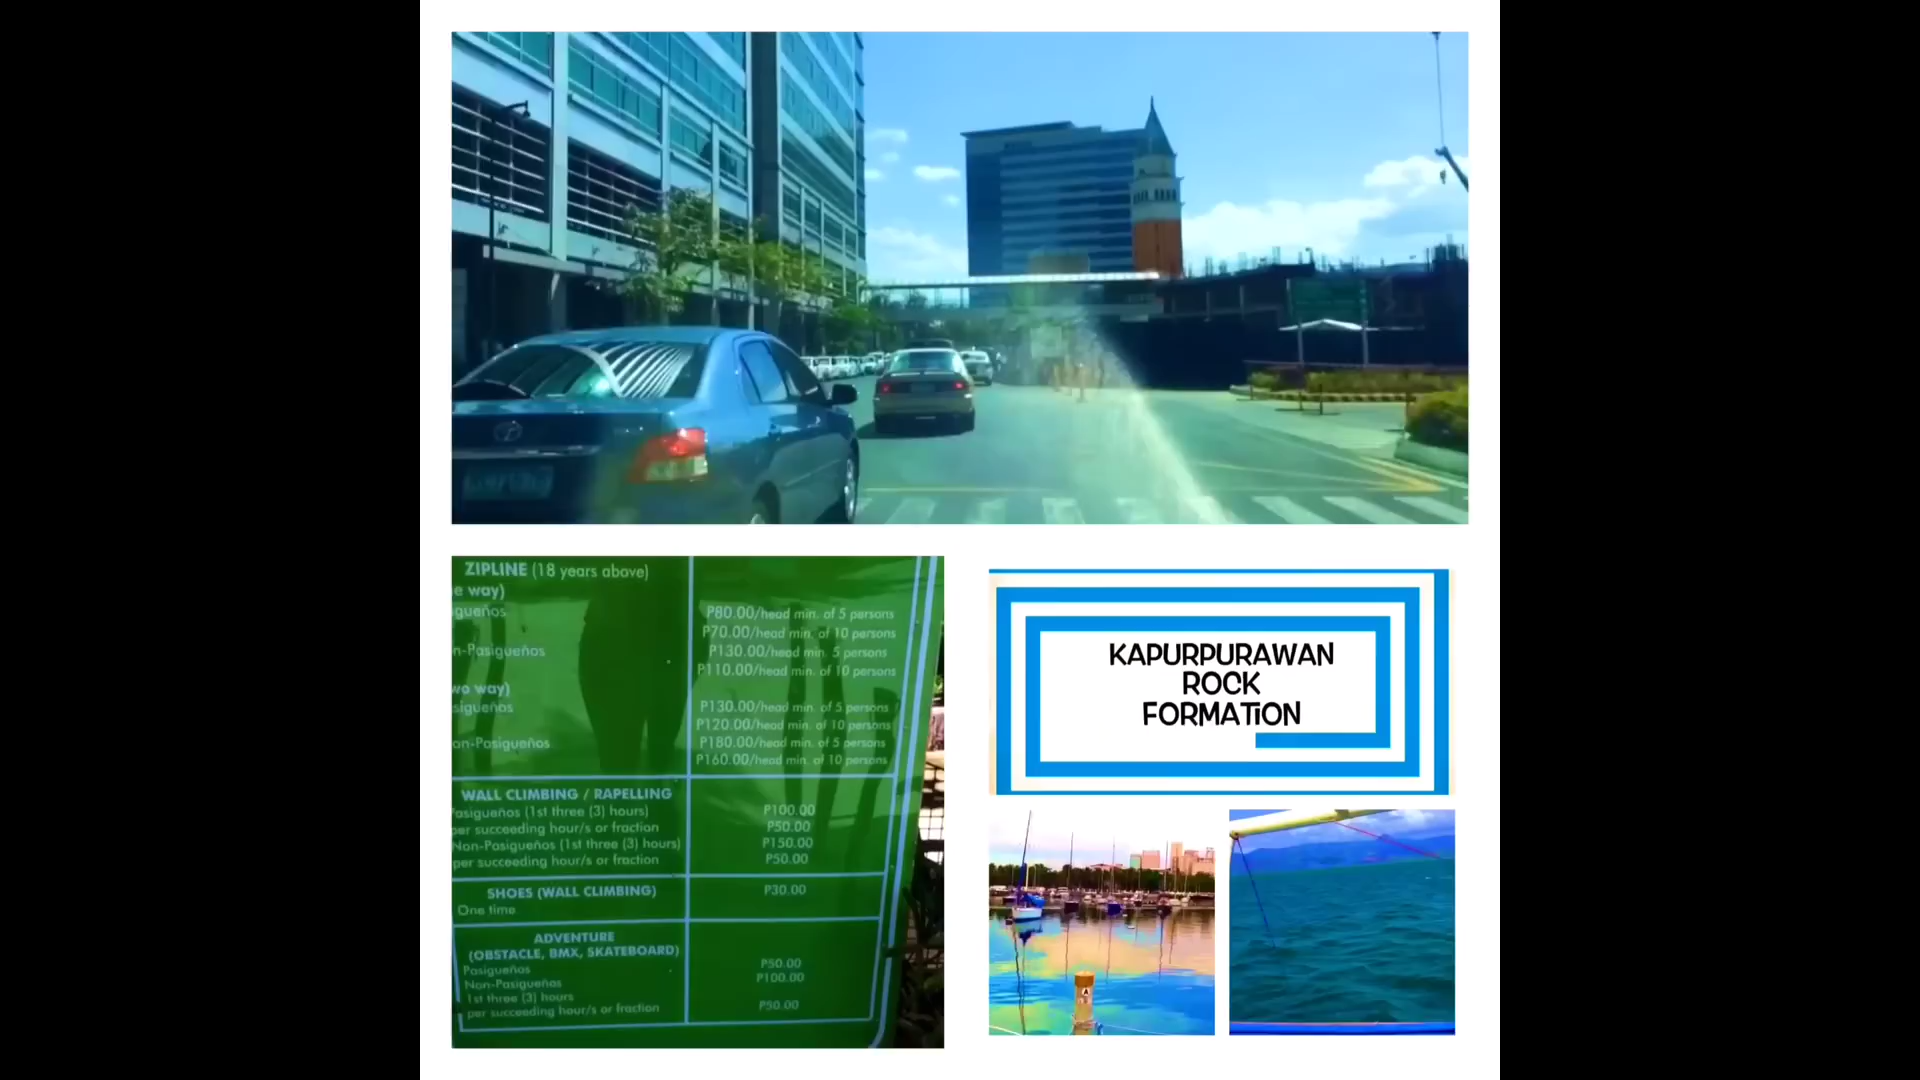 ZIPLINE (18 years above)
e way)
gueños
P80.00/head min. of 5 persons
P70.00/head min. of 10 persons
n-Pasigueños
P130.00/head min. 5 persons
P110.00/head min. of 10 persons
wo way)
sigueños
P130.00/head min. of 5 persons
P120.00/head min. of 10 persons
on-Pasigueños
P180.00/head min. of 5 persons
P160.00/head min. of 10 persons
WALL CLIMBING / RAPELLING
Pasigueños (1st three (3) hours) P100.00
per succeeding hour/s or fraction P50.00
Non-Pasigueños (1st three (3) hours) P150.00
per succeeding hour/s or fraction P50.00
SHOES (WALL CLIMBING) P30.00
One time
ADVENTURE
(OBSTACLE, BMX, SKATEBOARD)
Pasigueños P50.00
Non-Pasigueños P100.00
1st three (3) hours
per succeeding hour/s or fraction P50.00
KAPURPURAWAN
ROCK
FORMATION